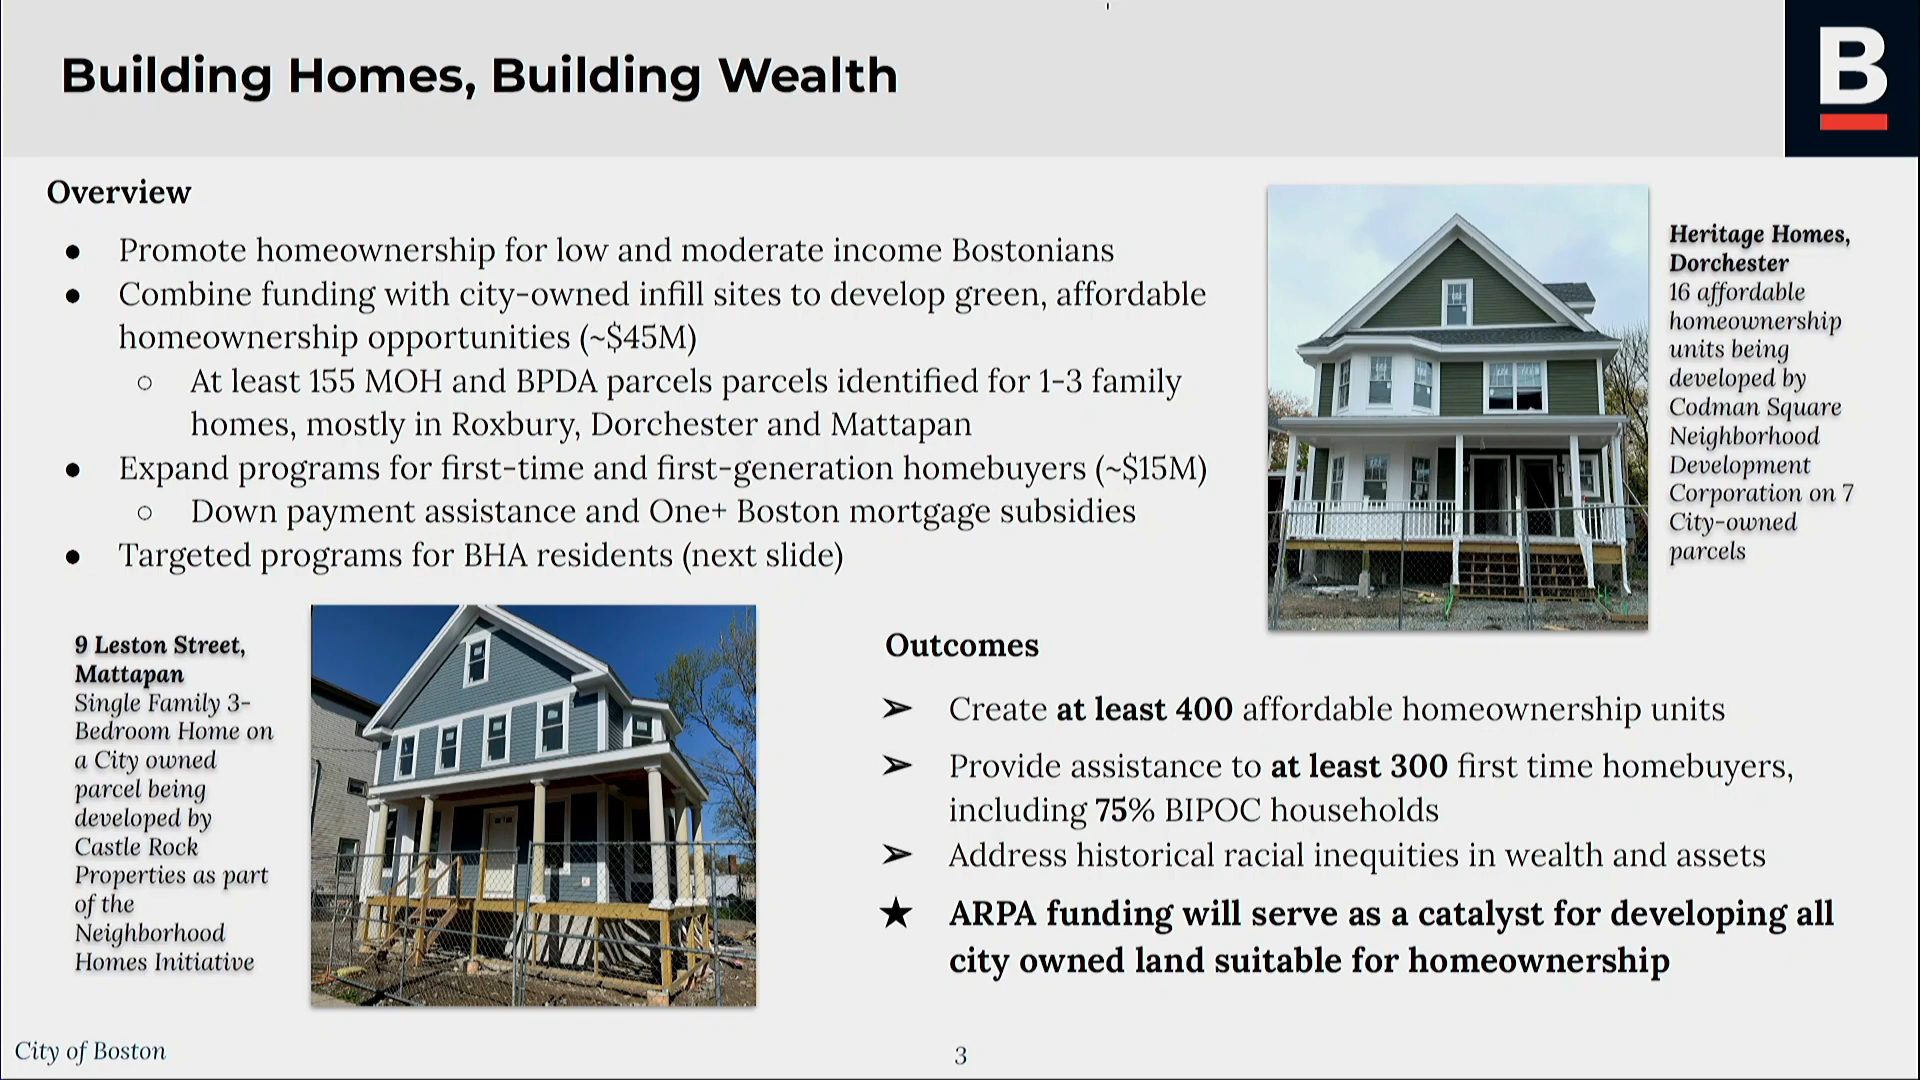 Building Homes, Building Wealth
B
Overview
● Promote homeownership for low and moderate income Bostonians
● Combine funding with city-owned infill sites to develop green, affordable
homeownership opportunities (~$45M)
○ At least 155 MOH and BPDA parcels parcels identified for 1-3 family
homes, mostly in Roxbury, Dorchester and Mattapan
● Expand programs for first-time and first-generation homebuyers (~$15M)
○ Down payment assistance and One+ Boston mortgage subsidies
● Targeted programs for BHA residents (next slide)
Heritage Homes,
Dorchester
16 affordable
homeownership
units being
developed by
Codman Square
Neighborhood
Development
Corporation on 7
City-owned
parcels
9 Leston Street,
Mattapan
Single Family 3-
Bedroom Home on
a City owned
parcel being
developed by
Castle Rock
Properties as part
of the
Neighborhood
Homes Initiative
Outcomes
➢ Create at least 400 affordable homeownership units
➢ Provide assistance to at least 300 first time homebuyers,
including 75% BIPOC households
➢ Address historical racial inequities in wealth and assets
★ ARPA funding will serve as a catalyst for developing all
city owned land suitable for homeownership
City of Boston
3